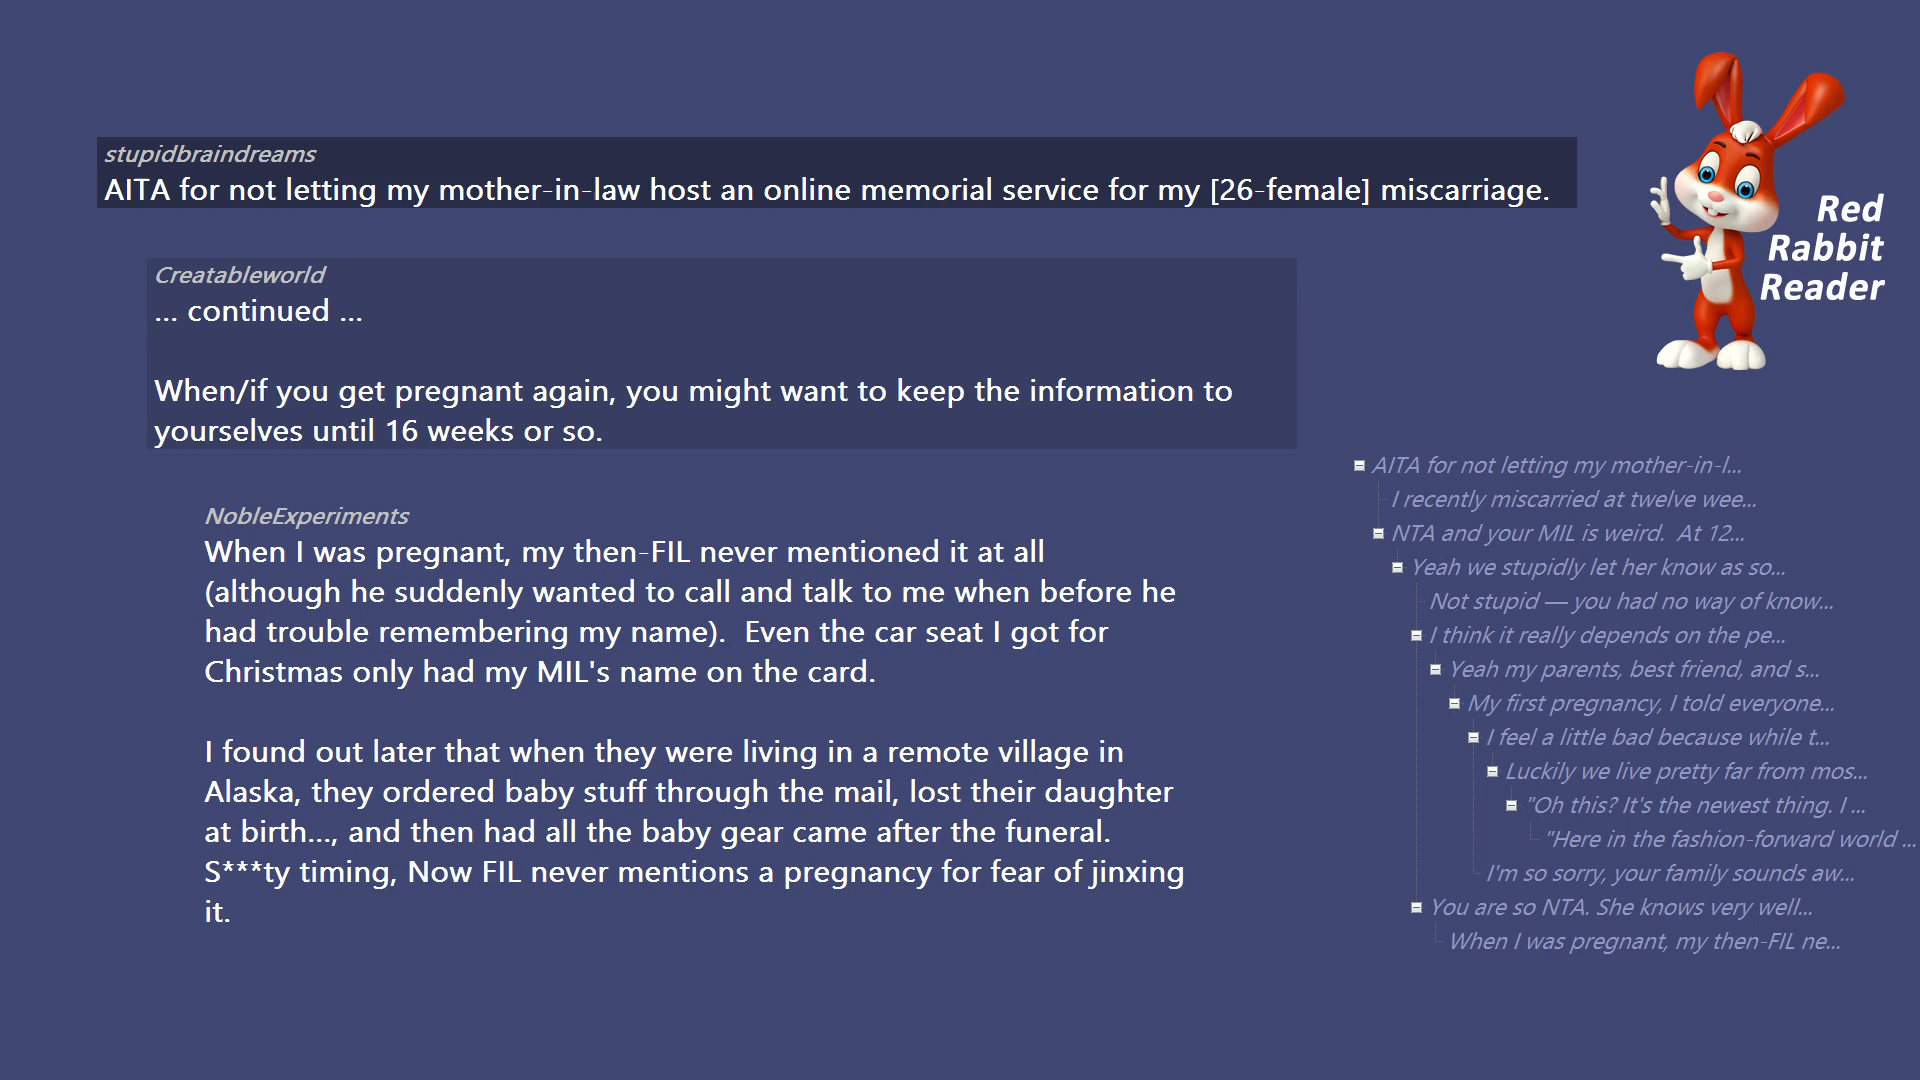 stupidbraindreams
AITA for not letting my mother-in-law host an online memorial service for my [26-female] miscarriage.
Creatableworld
... continued ...
When/if you get pregnant again, you might want to keep the information to
yourselves until 16 weeks or so.
NobleExperiments
When I was pregnant, my then-FIL never mentioned it at all
(although he suddenly wanted to call and talk to me when before he
had trouble remembering my name).  Even the car seat I got for
Christmas only had my MIL's name on the card.
I found out later that when they were living in a remote village in
Alaska, they ordered baby stuff through the mail, lost their daughter
at birth..., and then had all the baby gear came after the funeral.
S***ty timing, Now FIL never mentions a pregnancy for fear of jinxing
it.
Red
Rabbit
Reader
AITA for not letting my mother-in-l...
I recently miscarried at twelve wee...
NTA and your MIL is weird.  At 12...
Yeah we stupidly let her know as so...
Not stupid — you had no way of know...
I think it really depends on the pe...
Yeah my parents, best friend, and s...
My first pregnancy, I told everyone...
I feel a little bad because while t...
Luckily we live pretty far from mos...
"Oh this? It's the newest thing. I ...
"Here in the fashion-forward world ...
I'm so sorry, your family sounds aw...
You are so NTA. She knows very well...
When I was pregnant, my then-FIL ne...